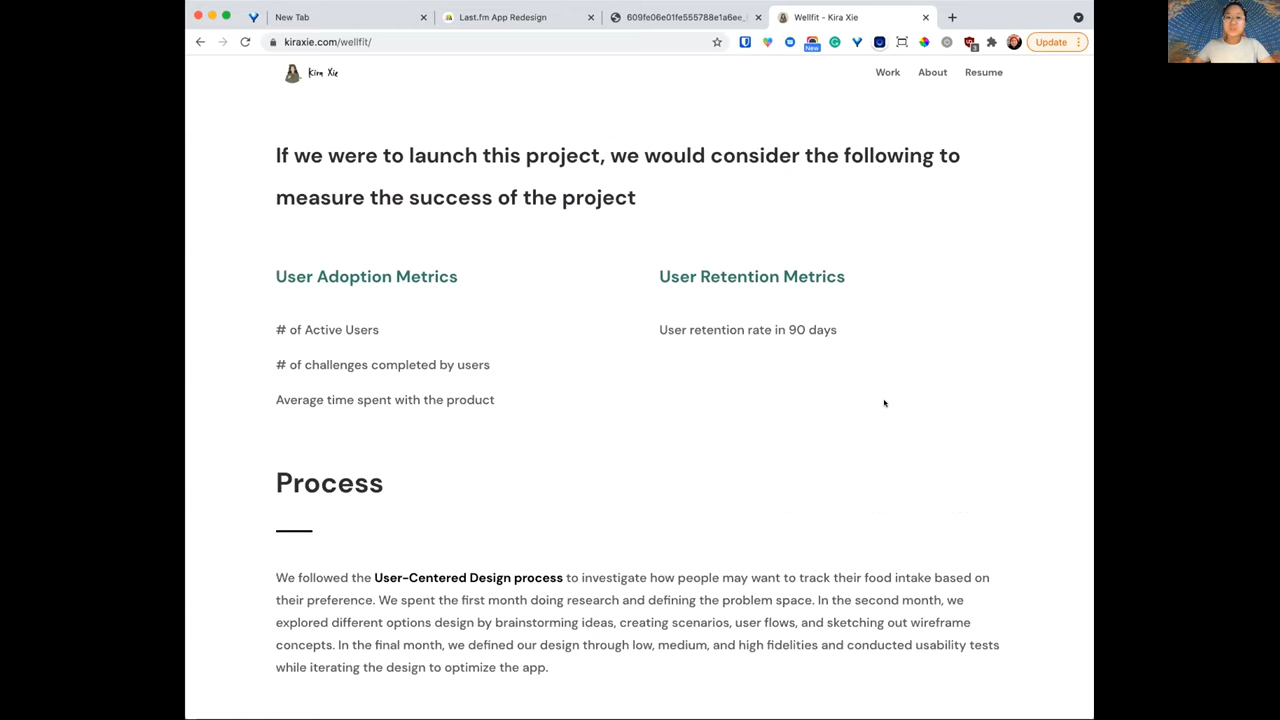 New Tab
Last.fm App Redesign
609fe06e01fe555788e1a6ee_
Wellfit - Kira Xie
kiraxie.com/wellfit/
New
3
Update
Kira Xie
Work
About
Resume
If we were to launch this project, we would consider the following to
measure the success of the project
User Adoption Metrics
# of Active Users
# of challenges completed by users
Average time spent with the product
User Retention Metrics
User retention rate in 90 days
Process
We followed the User-Centered Design process to investigate how people may want to track their food intake based on
their preference. We spent the first month doing research and defining the problem space. In the second month, we
explored different options design by brainstorming ideas, creating scenarios, user flows, and sketching out wireframe
concepts. In the final month, we defined our design through low, medium, and high fidelities and conducted usability tests
while iterating the design to optimize the app.